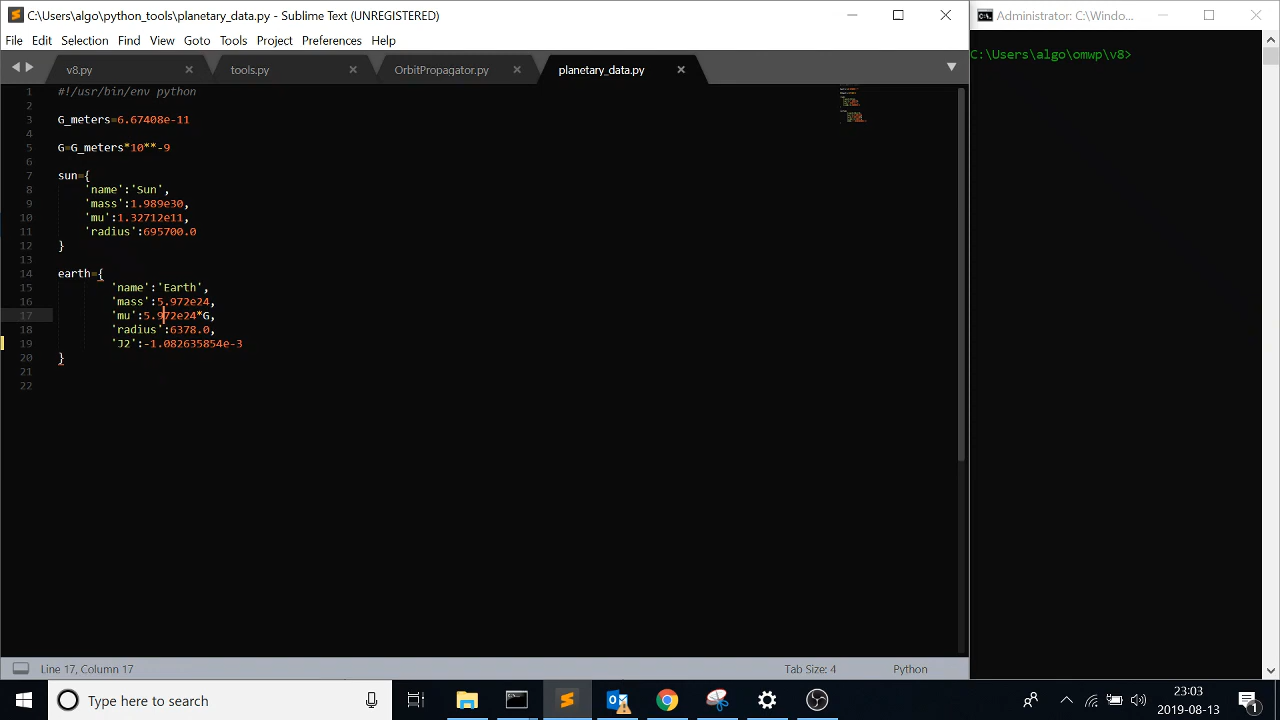 C:\Users\algo\python_tools\planetary_data.py - Sublime Text (UNREGISTERED)
File Edit Selection Find View Goto Tools Project Preferences Help
v8.py tools.py OrbitPropagator.py planetary_data.py
1 #!/usr/bin/env python
2
3 G_meters=6.67408e-11
4
5 G=G_meters*10**-9
6
7 sun={
8 'name':'Sun',
9 'mass':1.989e30,
10 'mu':1.32712e11,
11 'radius':695700.0
12 }
13
14 earth={
15 'name':'Earth',
16 'mass':5.972e24,
17 'mu':5.972e24*G,
18 'radius':6378.0,
19 'J2':-1.082635854e-3
20 }
21
22
Line 17, Column 17 Tab Size: 4 Python
Administrator: C:\Windo...
C:\Users\algo\omwp\v8>
Type here to search
23:03
2019-08-13
1